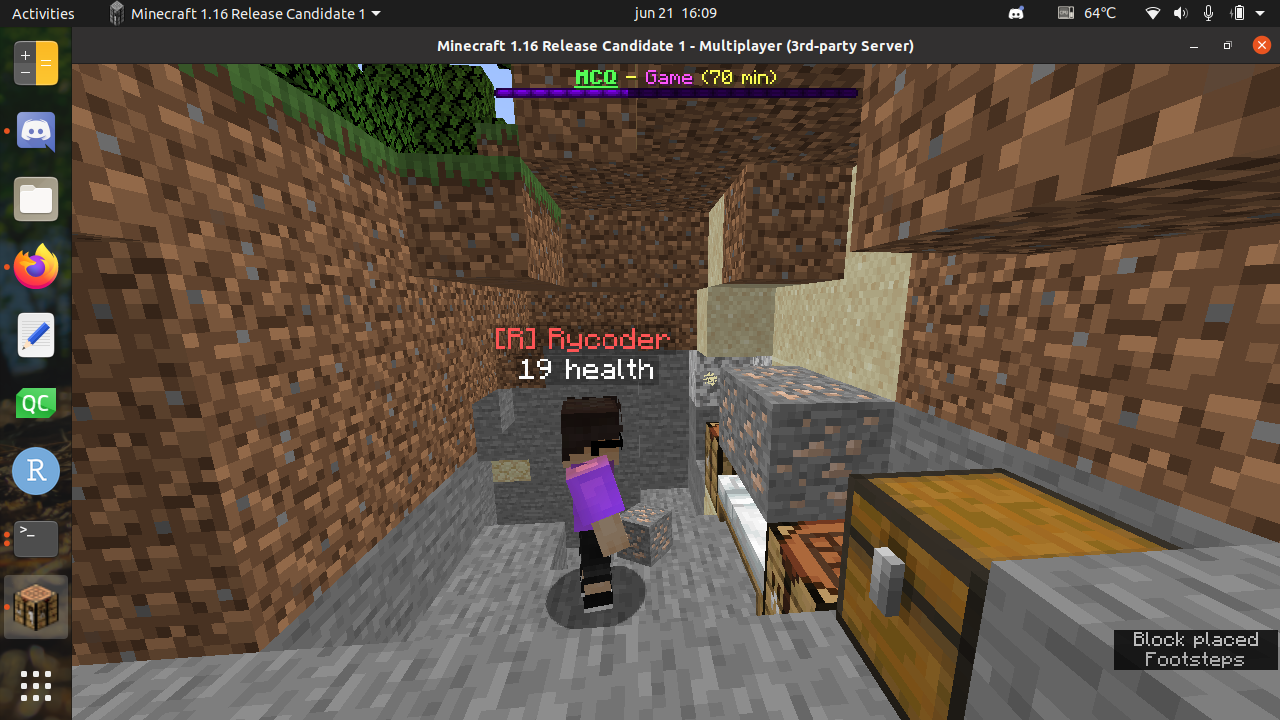 Activities
Minecraft 1.16 Release Candidate 1
jun 21 16:09
64°C
Minecraft 1.16 Release Candidate 1 - Multiplayer (3rd-party Server)
MCQ - Game (70 min)
[R] Rycoder
19 health
QC
R
>_
Block placed
Footsteps